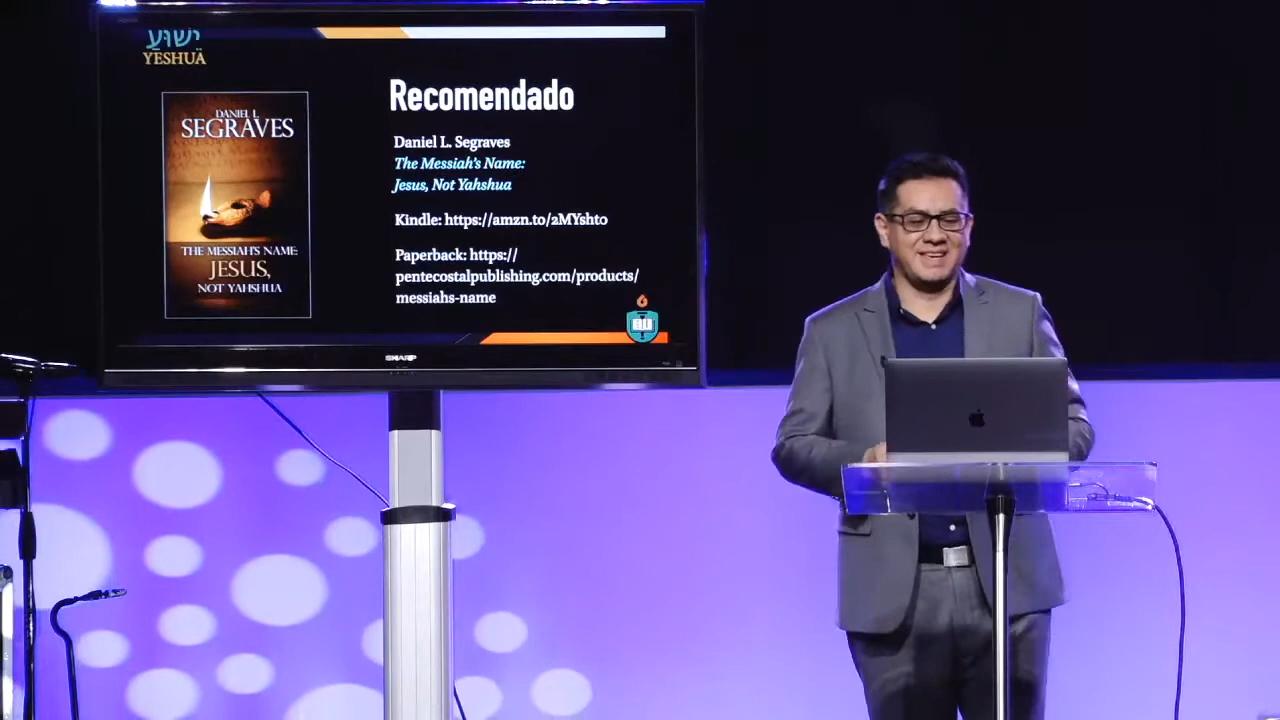 יֵשׁוּעַ
YESHUA
DANIEL L.
SEGRAVES
THE MESSIAH'S NAME:
JESUS,
NOT YAHSHUA
Recomendado
Daniel L. Segraves
The Messiah's Name:
Jesus, Not Yahshua
Kindle: https://amzn.to/2MYshto
Paperback: https://
pentecostalpublishing.com/products/
messiahs-name
SHARP